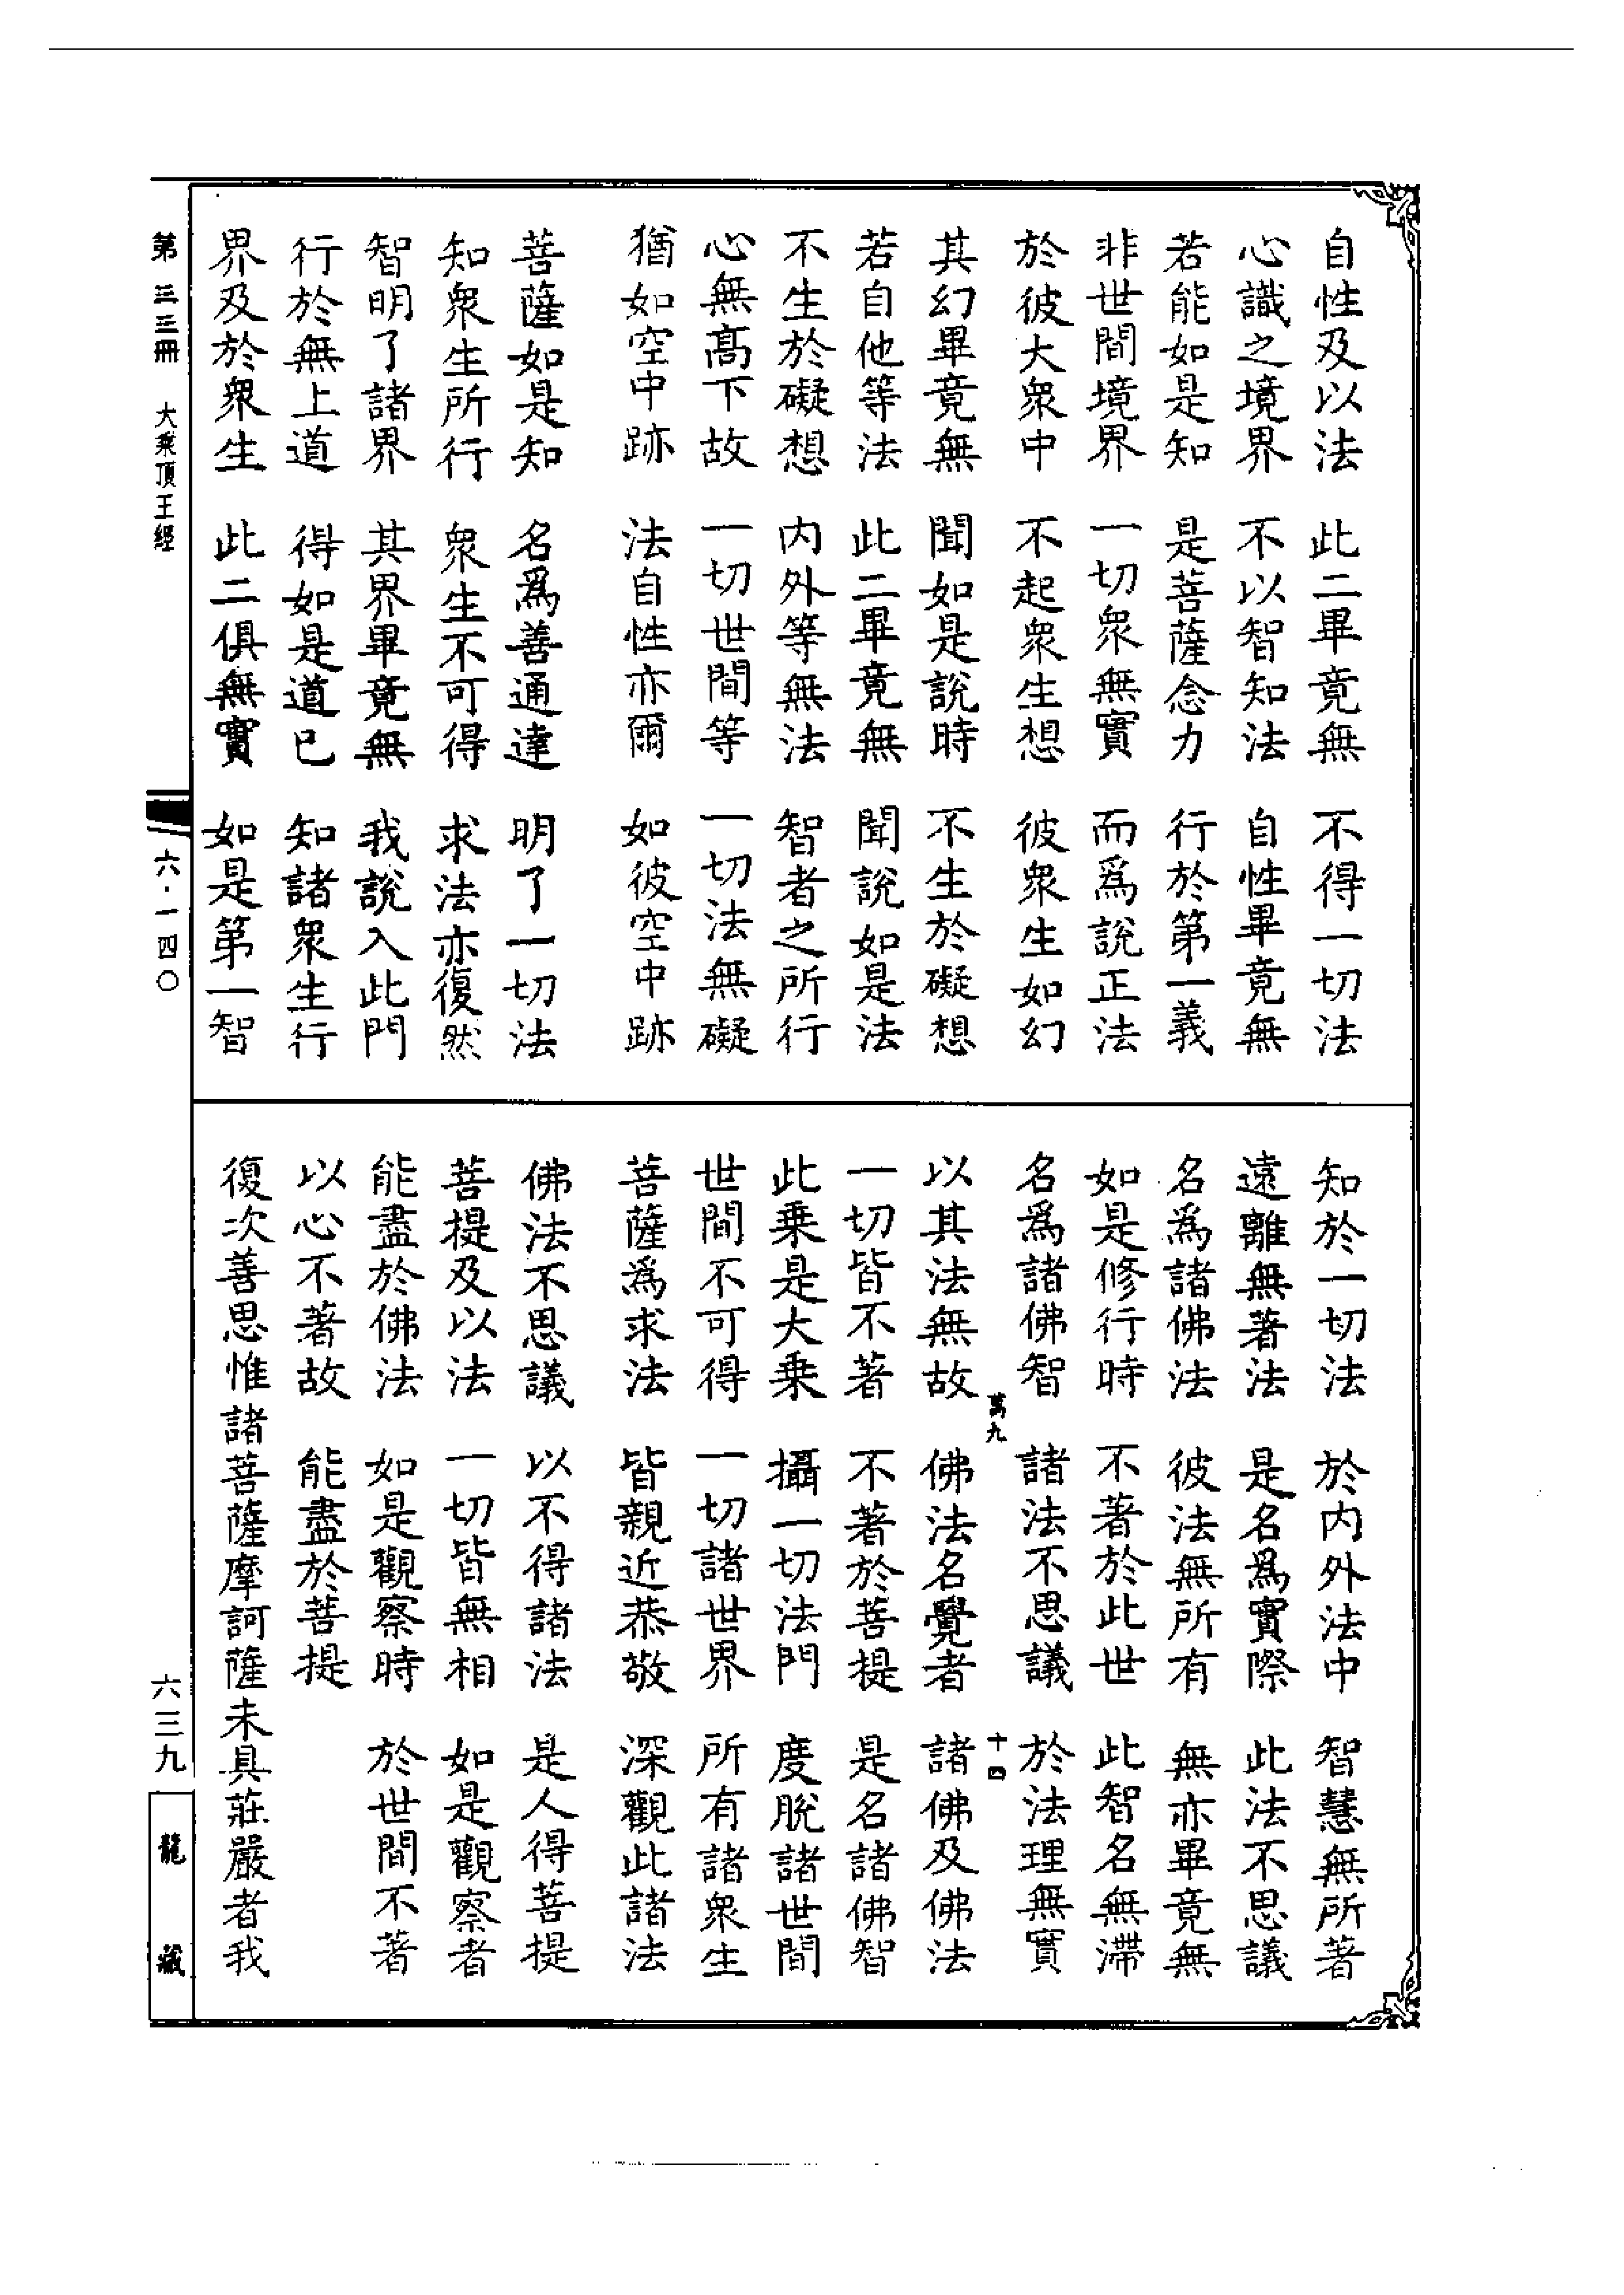 自性及以法　此二畢竟無　不得一切法
心識之境界　不以智知法　自性畢竟無
若能如是知　是菩薩念力　行於第一義
非世間境界　一切衆無實　而爲說正法
於彼大衆中　不起衆生想　彼衆生如幻
其幻畢竟無　聞如是說時　不生於礙想
若自他等法　此二畢竟無　聞說如是法
不生於礙想　内外等無法　智者之所行
心無高下故　一切世間等　一切法無礙
猶如空中跡　法自性亦爾　如彼空中跡
菩薩如是知　名爲善通達　明了一切法
知衆生所行　衆生不可得　求法亦復然
智明了諸界　其界畢竟無　我說入此門
行於無上道　得如是道已　知諸衆生行
界及於衆生　此二俱無實　如是第一智
知於一切法　於内外法中　智慧無所著
遠離無著法　是名爲實際　此法不思議
名爲諸佛法　彼法無所有　無亦畢竟無
如是修行時　不著於此世　此智名無滯
名爲諸佛智　諸法不思議　於法理無實
萬九　十四
以其法無故　佛法名覺者　諸佛及佛法
一切皆不著　不著於菩提　是名諸佛智
此乗是大乗　攝一切法門　度脫諸世間
世間不可得　一切諸世界　所有諸衆生
菩薩爲求法　皆親近恭敬　深觀此諸法
佛法不思議　以不得諸法　是人得菩提
菩提及以法　一切皆無相　如是觀察者
能盡於佛法　如是觀察時　於世間不著
以心不著故　能盡於菩提
復次善思惟諸菩薩摩訶薩未具莊嚴者我
第三三冊　大乘頂王經
六·一四〇
六三九
龍藏